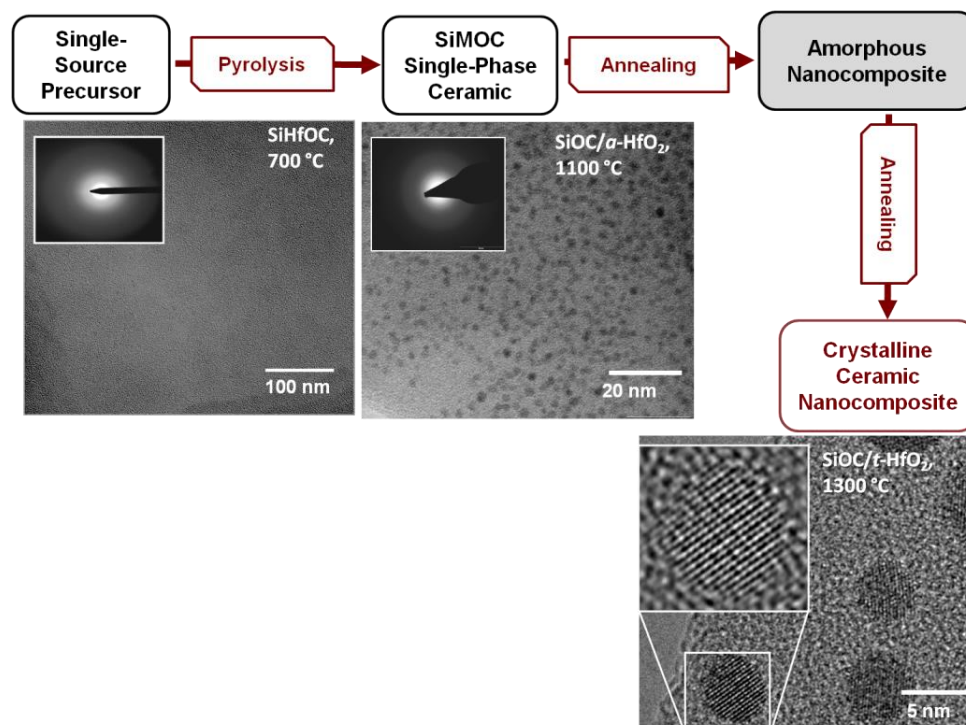 Single-
Source
Precursor
Pyrolysis
SiMOC
Single-Phase
Ceramic
Annealing
Amorphous
Nanocomposite
SiHfOC,
700 °C
100 nm
SiOC/a-HfO₂,
1100 °C
20 nm
Annealing
Crystalline
Ceramic
Nanocomposite
SiOC/t-HfO₂,
1300 °C
5 nm